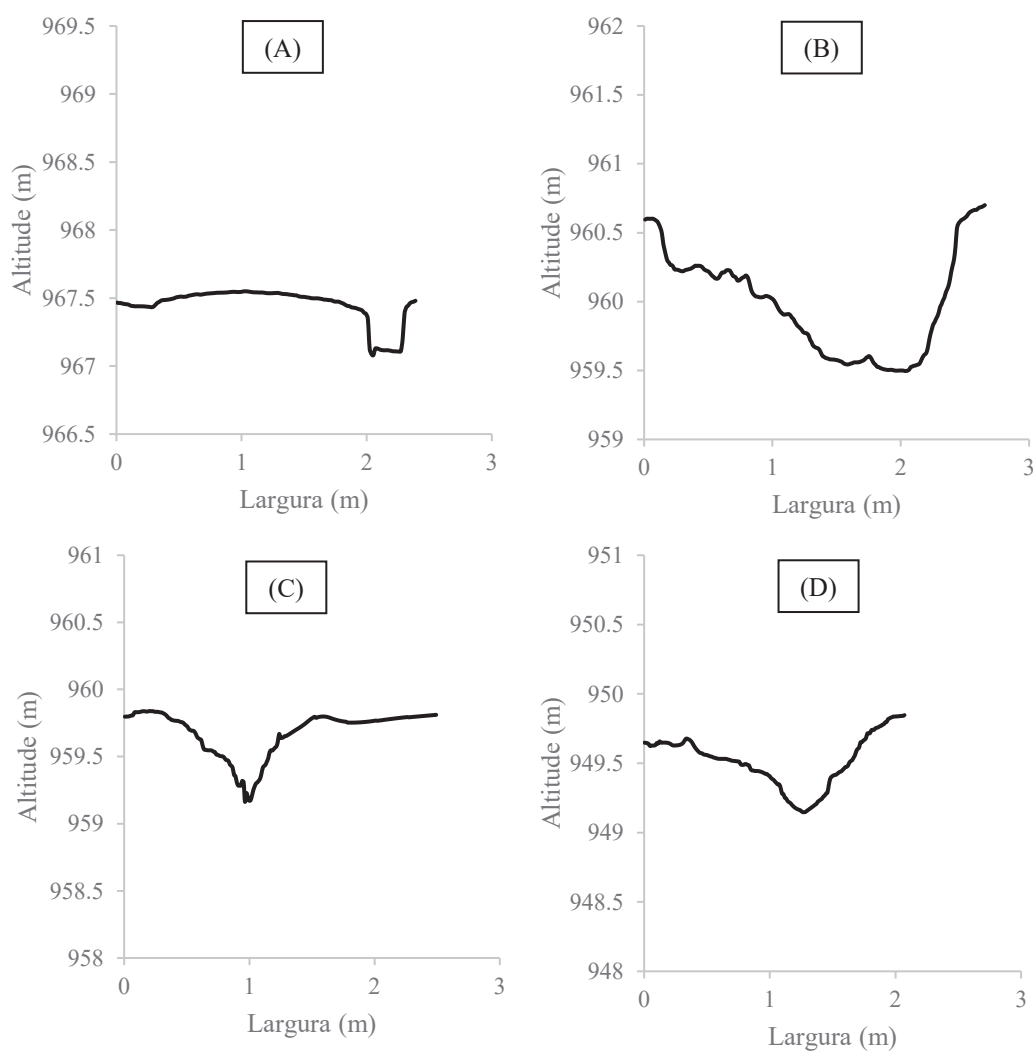 (A)
969.5
969
968.5
968
967.5
967
966.5
Altitude (m)
0 1 2 3
Largura (m)
(B)
962
961.5
961
960.5
960
959.5
959
Altitude (m)
0 1 2 3
Largura (m)
(C)
961
960.5
960
959.5
959
958.5
958
Altitude (m)
0 1 2 3
Largura (m)
(D)
951
950.5
950
949.5
949
948.5
948
Altitude (m)
0 1 2 3
Largura (m)